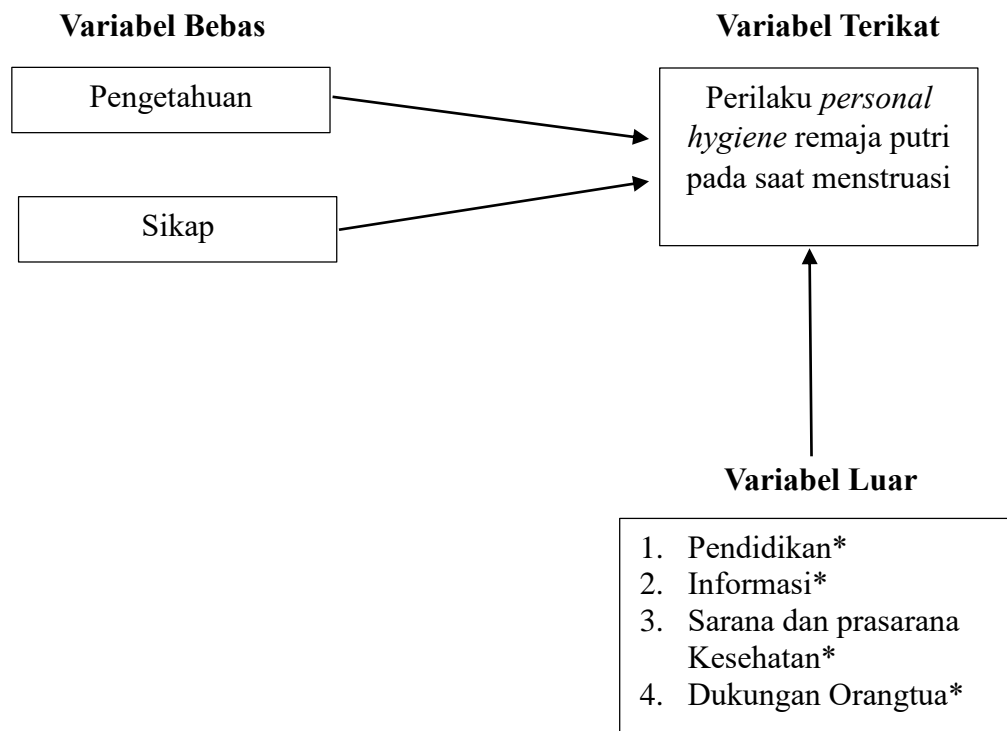 Variabel Bebas
Pengetahuan
Sikap
Variabel Terikat
Perilaku personal
hygiene remaja putri
pada saat menstruasi
Variabel Luar
1. Pendidikan*
2. Informasi*
3. Sarana dan prasarana
Kesehatan*
4. Dukungan Orangtua*